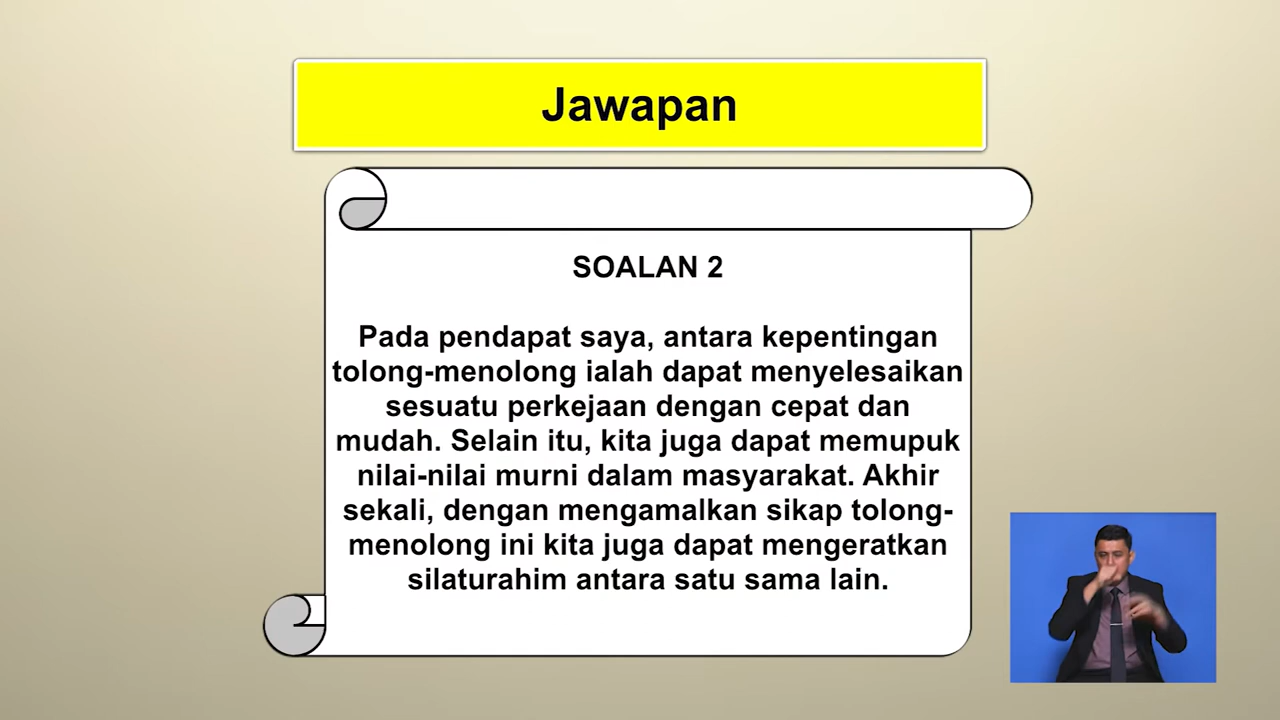 Jawapan
SOALAN 2
Pada pendapat saya, antara kepentingan
tolong-menolong ialah dapat menyelesaikan
sesuatu perkejaan dengan cepat dan
mudah. Selain itu, kita juga dapat memupuk
nilai-nilai murni dalam masyarakat. Akhir
sekali, dengan mengamalkan sikap tolong-
menolong ini kita juga dapat mengeratkan
silaturahim antara satu sama lain.